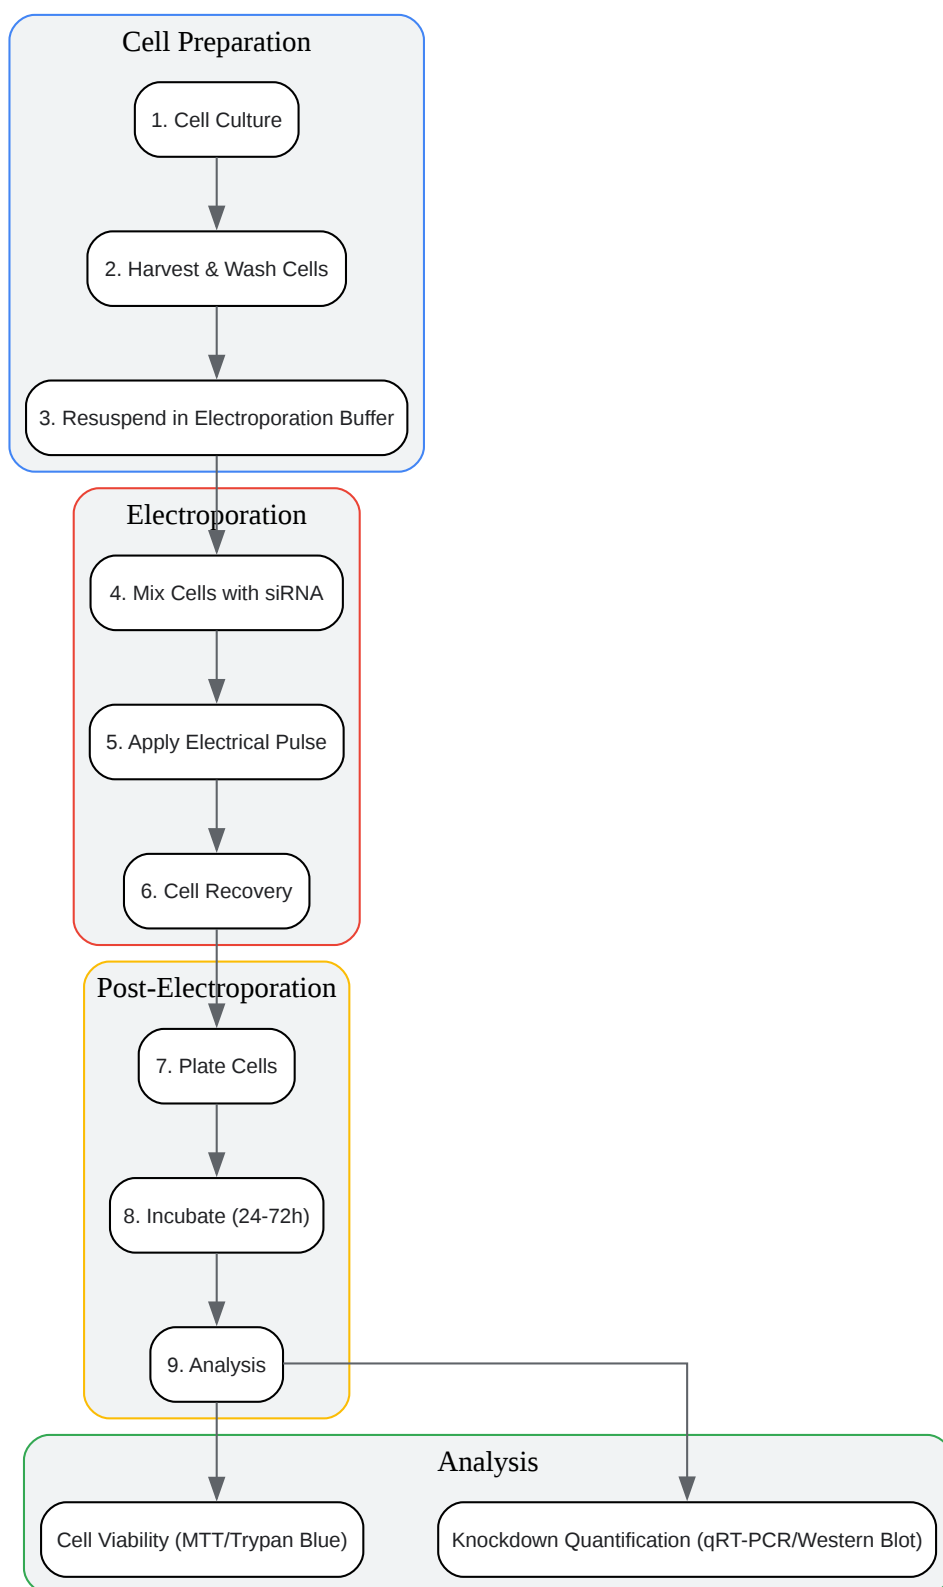 Cell Preparation
1. Cell Culture
2. Harvest & Wash Cells
3. Resuspend in Electroporation Buffer
Electroporation
4. Mix Cells with siRNA
5. Apply Electrical Pulse
6. Cell Recovery
Post-Electroporation
7. Plate Cells
8. Incubate (24-72h)
9. Analysis
Analysis
Cell Viability (MTT/Trypan Blue)
Knockdown Quantification (qRT-PCR/Western Blot)